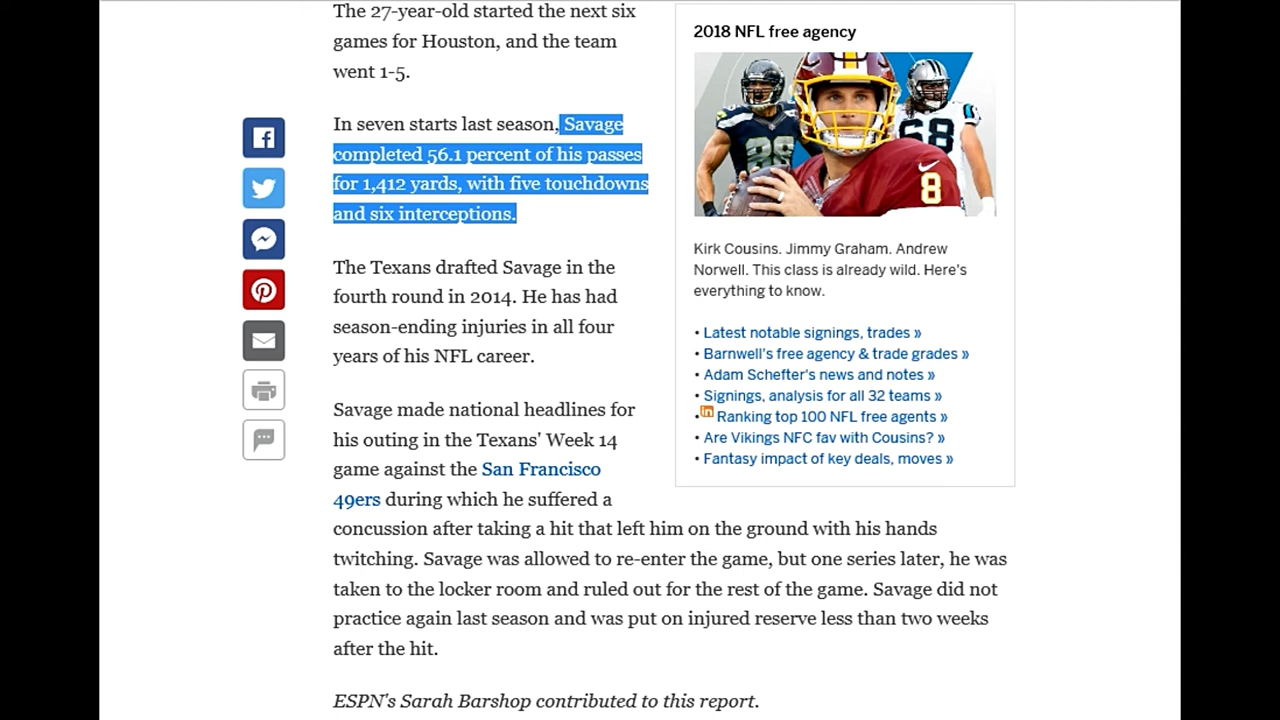 The 27-year-old started the next six
games for Houston, and the team
went 1-5.
In seven starts last season, Savage
completed 56.1 percent of his passes
for 1,412 yards, with five touchdowns
and six interceptions.
The Texans drafted Savage in the
fourth round in 2014. He has had
season-ending injuries in all four
years of his NFL career.
Savage made national headlines for
his outing in the Texans' Week 14
game against the San Francisco
49ers during which he suffered a
concussion after taking a hit that left him on the ground with his hands
twitching. Savage was allowed to re-enter the game, but one series later, he was
taken to the locker room and ruled out for the rest of the game. Savage did not
practice again last season and was put on injured reserve less than two weeks
after the hit.
ESPN's Sarah Barshop contributed to this report.
2018 NFL free agency
88
68
8
Kirk Cousins. Jimmy Graham. Andrew
Norwell. This class is already wild. Here's
everything to know.
• Latest notable signings, trades »
• Barnwell's free agency & trade grades »
• Adam Schefter's news and notes »
• Signings, analysis for all 32 teams »
• in Ranking top 100 NFL free agents »
• Are Vikings NFC fav with Cousins? »
• Fantasy impact of key deals, moves »